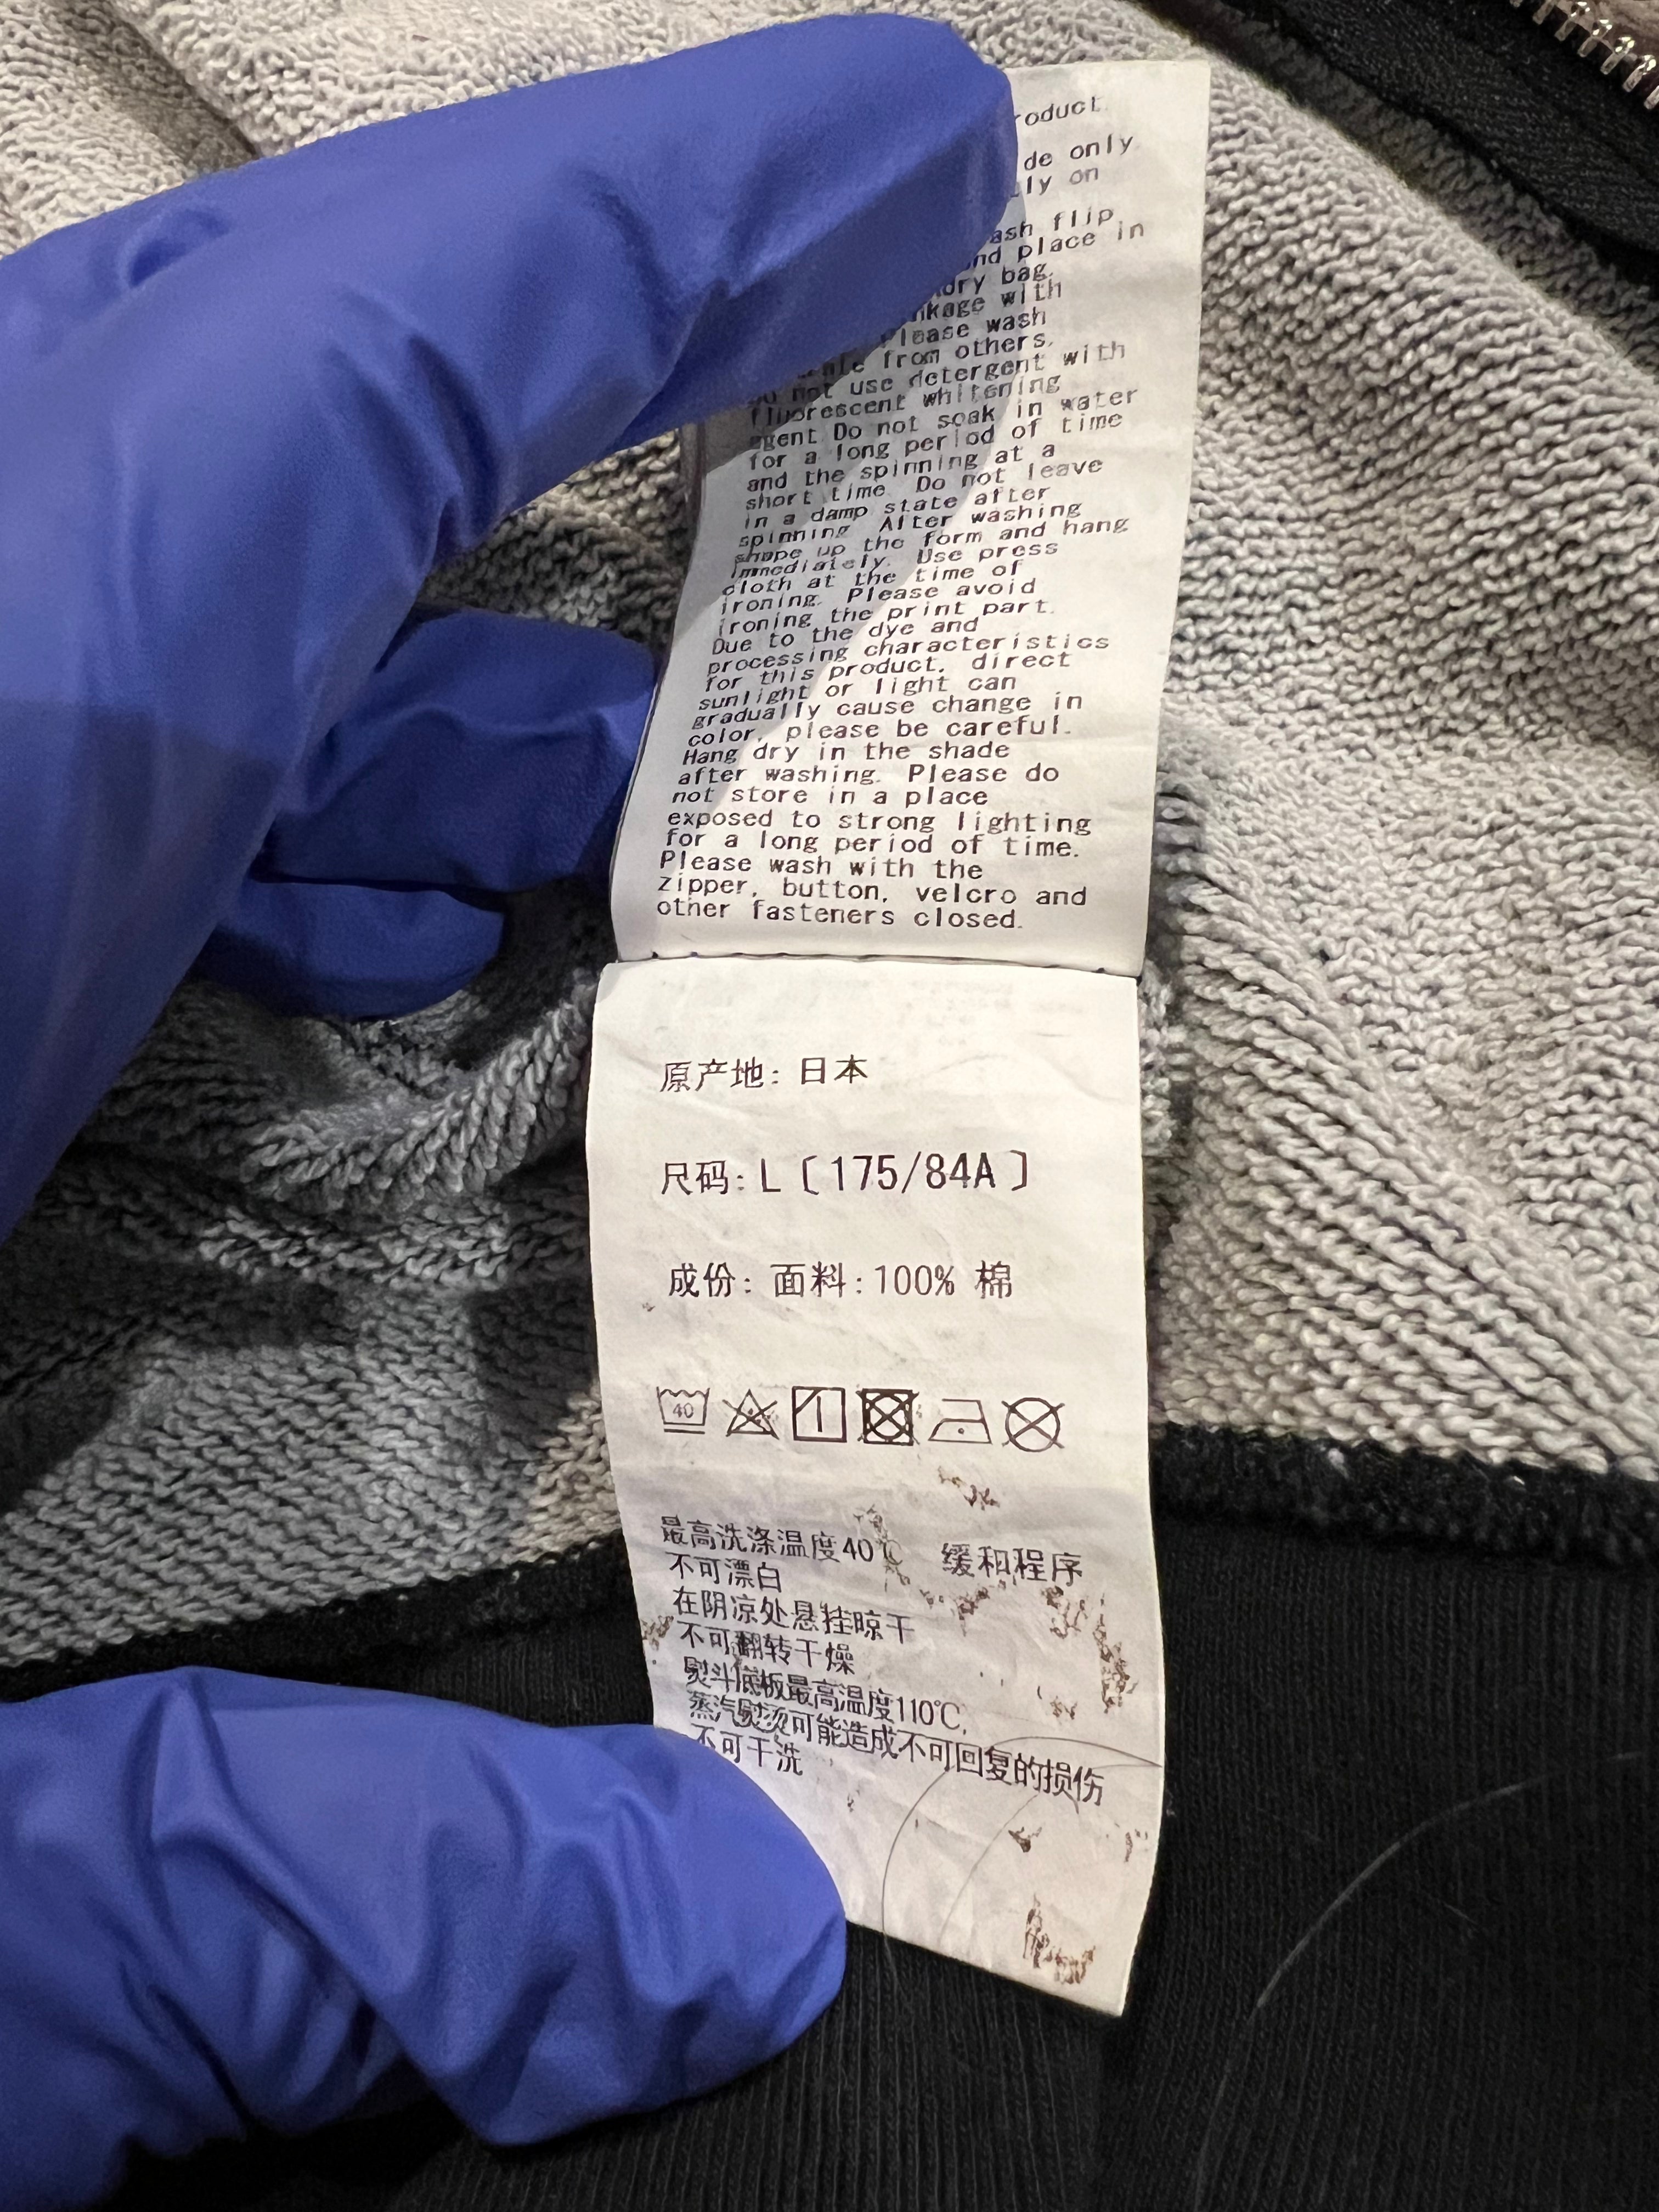 de only
on
flip
place in
bag.
with
Please wash
from others.
not use detergent with
fluorescent whitening
agent Do not soak in water
for a long period of time
and the spinning at a
short time. Do not leave
in a damp state after
spinning. After washing
shape up the form and hang
immediately. Use press
cloth at the time of
ironing. Please avoid
ironing the print part.
Due to the dye and
processing characteristics
for this product, direct
sunlight or light can
gradually cause change in
color, please be careful.
Hang dry in the shade
after washing. Please do
not store in a place
exposed to strong lighting
for a long period of time.
Please wash with the
zipper, button, velcro and
other fasteners closed.
原产地: 日本
尺码: L〔175/84A〕
成份: 面料: 100% 棉
40
最高洗涤温度40℃ 缓和程序
不可漂白
在阴凉处悬挂晾干
不可翻转干燥
熨斗底板最高温度110℃,
蒸汽熨烫可能造成不可回复的损伤
不可干洗